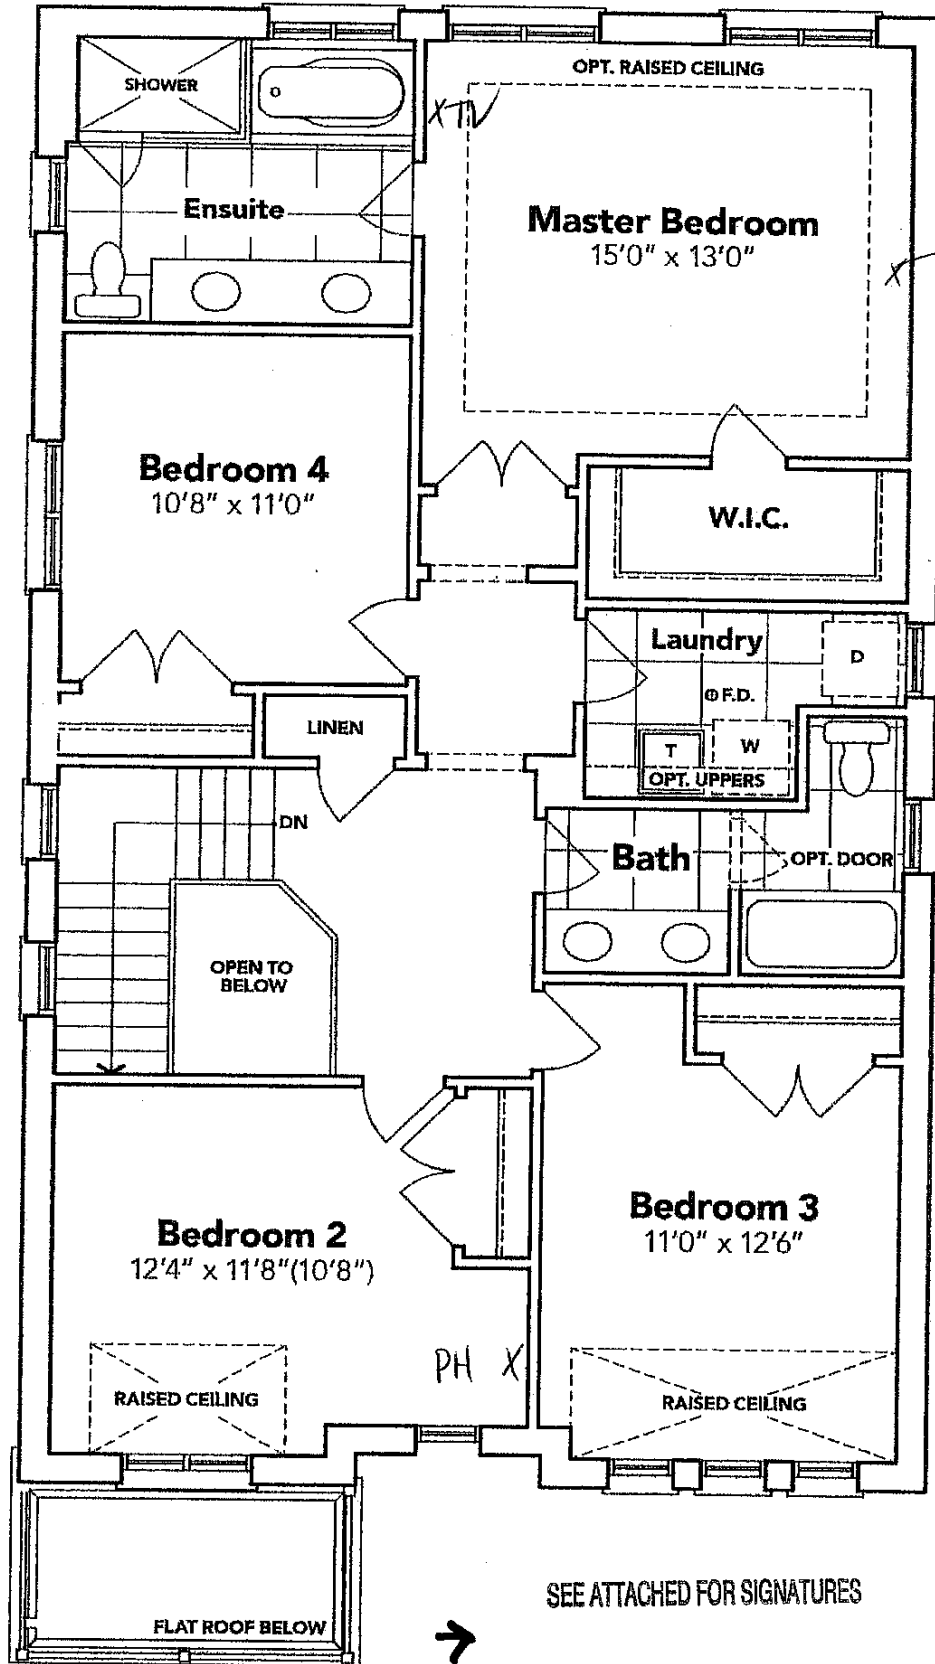 OPT. RAISED CEILING
SHOWER
X TV
Ensuite
Master Bedroom
15'0" x 13'0"
X
Bedroom 4
10'8" x 11'0"
W.I.C.
Laundry
D
F.D.
LINEN
T
W
OPT. UPPERS
DN
Bath
OPT. DOOR
OPEN TO
BELOW
Bedroom 2
12'4" x 11'8"(10'8")
Bedroom 3
11'0" x 12'6"
PH X
RAISED CEILING
RAISED CEILING
SEE ATTACHED FOR SIGNATURES
FLAT ROOF BELOW